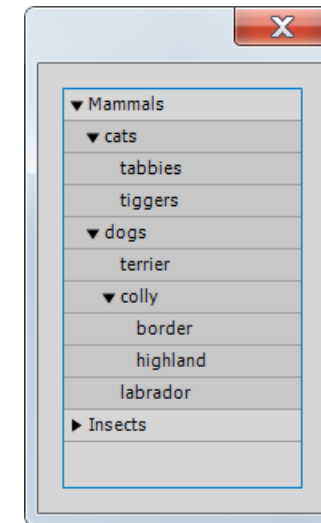 Mammals
cats
tabbies
tiggers
dogs
terrier
colly
border
highland
labrador
Insects